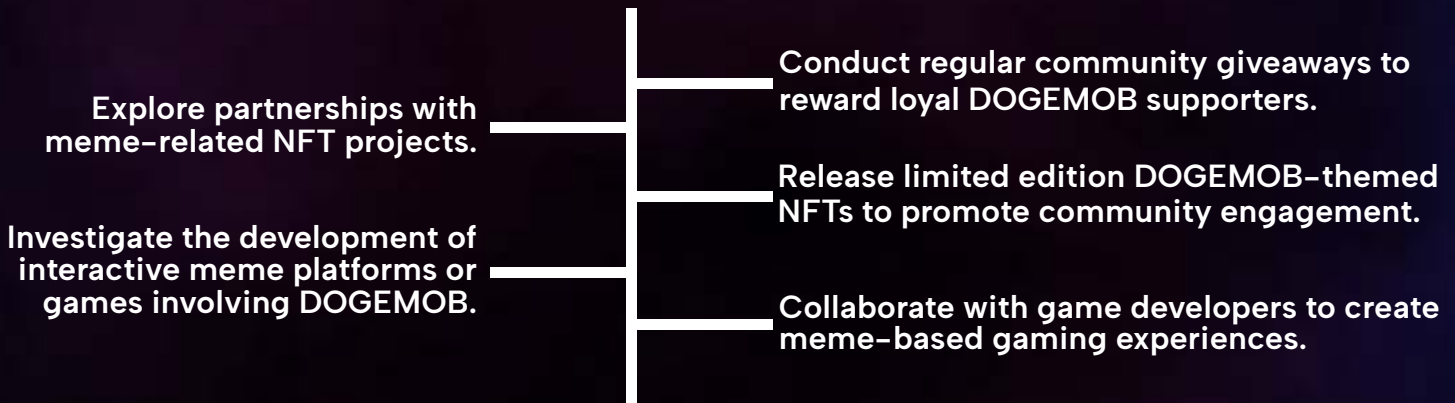 Explore partnerships with
meme-related NFT projects.
Investigate the development of
interactive meme platforms or
games involving DOGEMOB.
Conduct regular community giveaways to
reward loyal DOGEMOB supporters.
Release limited edition DOGEMOB-themed
NFTs to promote community engagement.
Collaborate with game developers to create
meme-based gaming experiences.